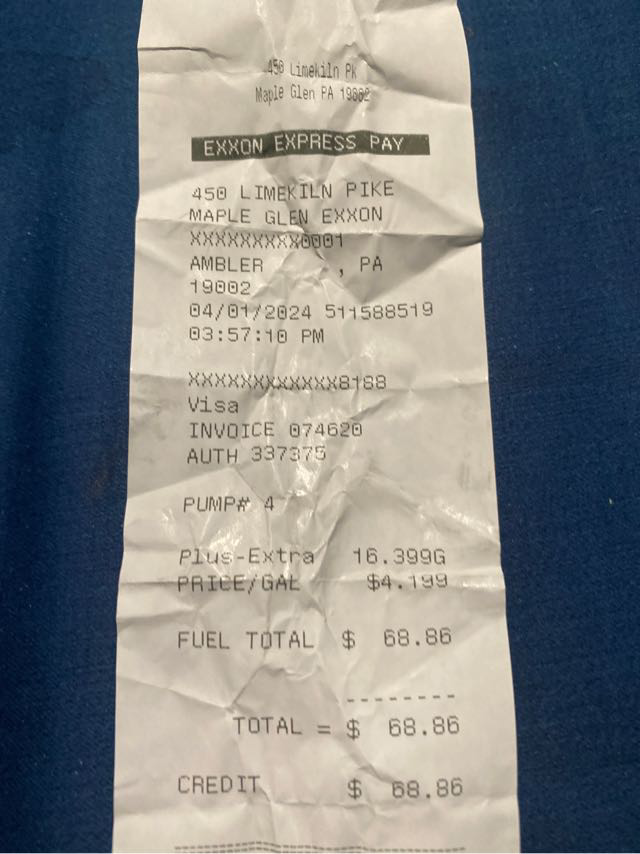 450 Limekiln Pk
Maple Glen PA 19002
EXXON EXPRESS PAY
450 LIMEKILN PIKE
MAPLE GLEN EXXON
XXXXXXXXX0001
AMBLER , PA
19002
04/01/2024 511588519
03:57:10 PM
XXXXXXXXXXXX8188
Visa
INVOICE 074620
AUTH 337375
PUMP# 4
Plus-Extra 16.399G
PRICE/GAL $4.199
FUEL TOTAL $ 68.86
--------
TOTAL = $ 68.86
CREDIT $ 68.86